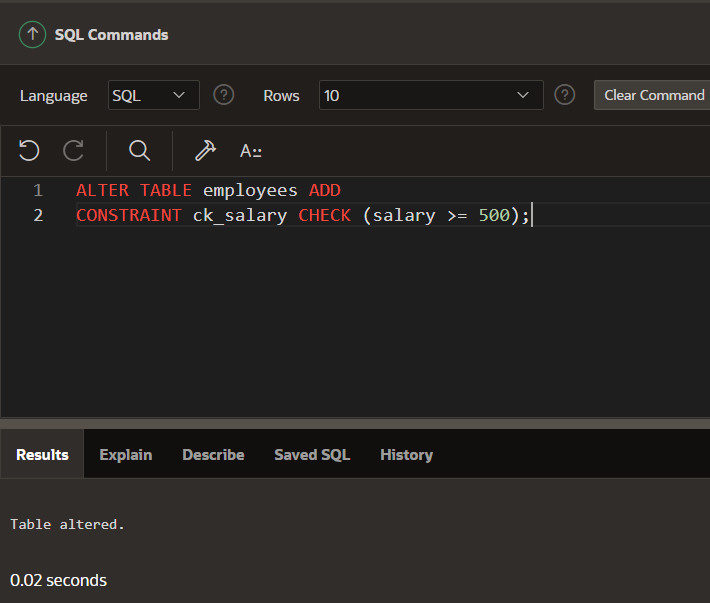 SQL Commands
Language SQL ? Rows 10 ? Clear Command
A::
1 ALTER TABLE employees ADD
2 CONSTRAINT ck_salary CHECK (salary >= 500);
Results Explain Describe Saved SQL History
Table altered.
0.02 seconds